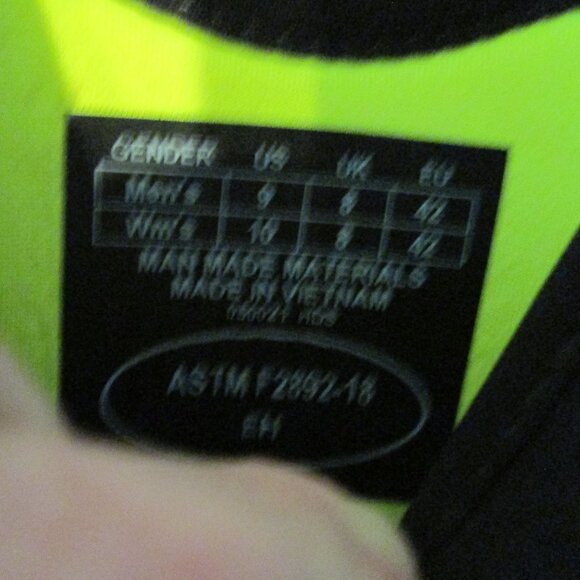 GENDER US UK EU
Men's 9 8 42
Wm's 10 8 42
MAN MADE MATERIALS
MADE IN VIETNAM
ASTM F2892-18
EH